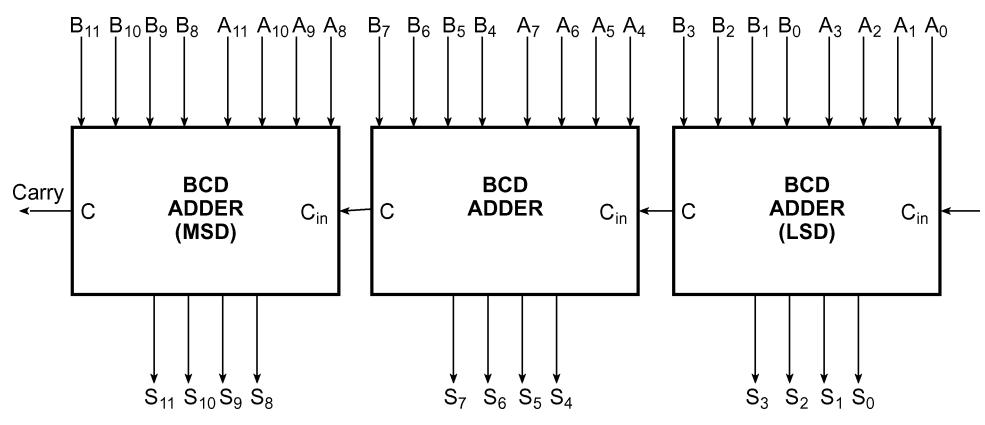 B11 B10 B9 B8 A11 A10 A9 A8 B7 B6 B5 B4 A7 A6 A5 A4 B3 B2 B1 B0 A3 A2 A1 A0
BCD
ADDER
(MSD)
BCD
ADDER
BCD
ADDER
(LSD)
Carry
C Cin C Cin C Cin
S11 S10 S9 S8 S7 S6 S5 S4 S3 S2 S1 S0